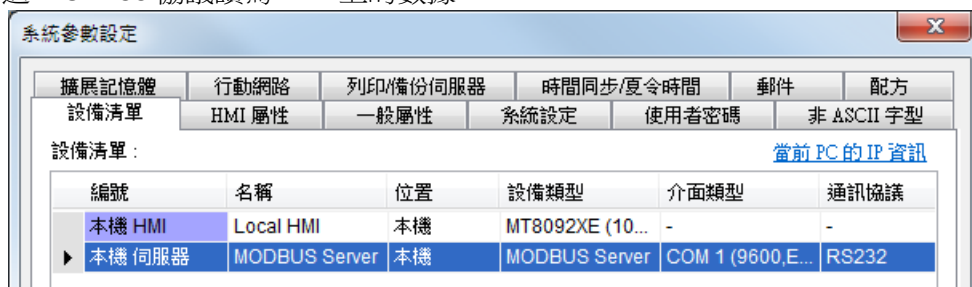 系統參數設定
擴展記憶體 行動網路 列印/備份伺服器 時間同步/夏令時間 郵件 配方
設備清單 HMI 屬性 一般屬性 系統設定 使用者密碼 非 ASCII 字型
設備清單 : 當前 PC 的 IP 資訊
編號 名稱 位置 設備類型 介面類型 通訊協議
本機 HMI Local HMI 本機 MT8092XE (10... - -
本機 伺服器 MODBUS Server 本機 MODBUS Server COM 1 (9600,E... RS232